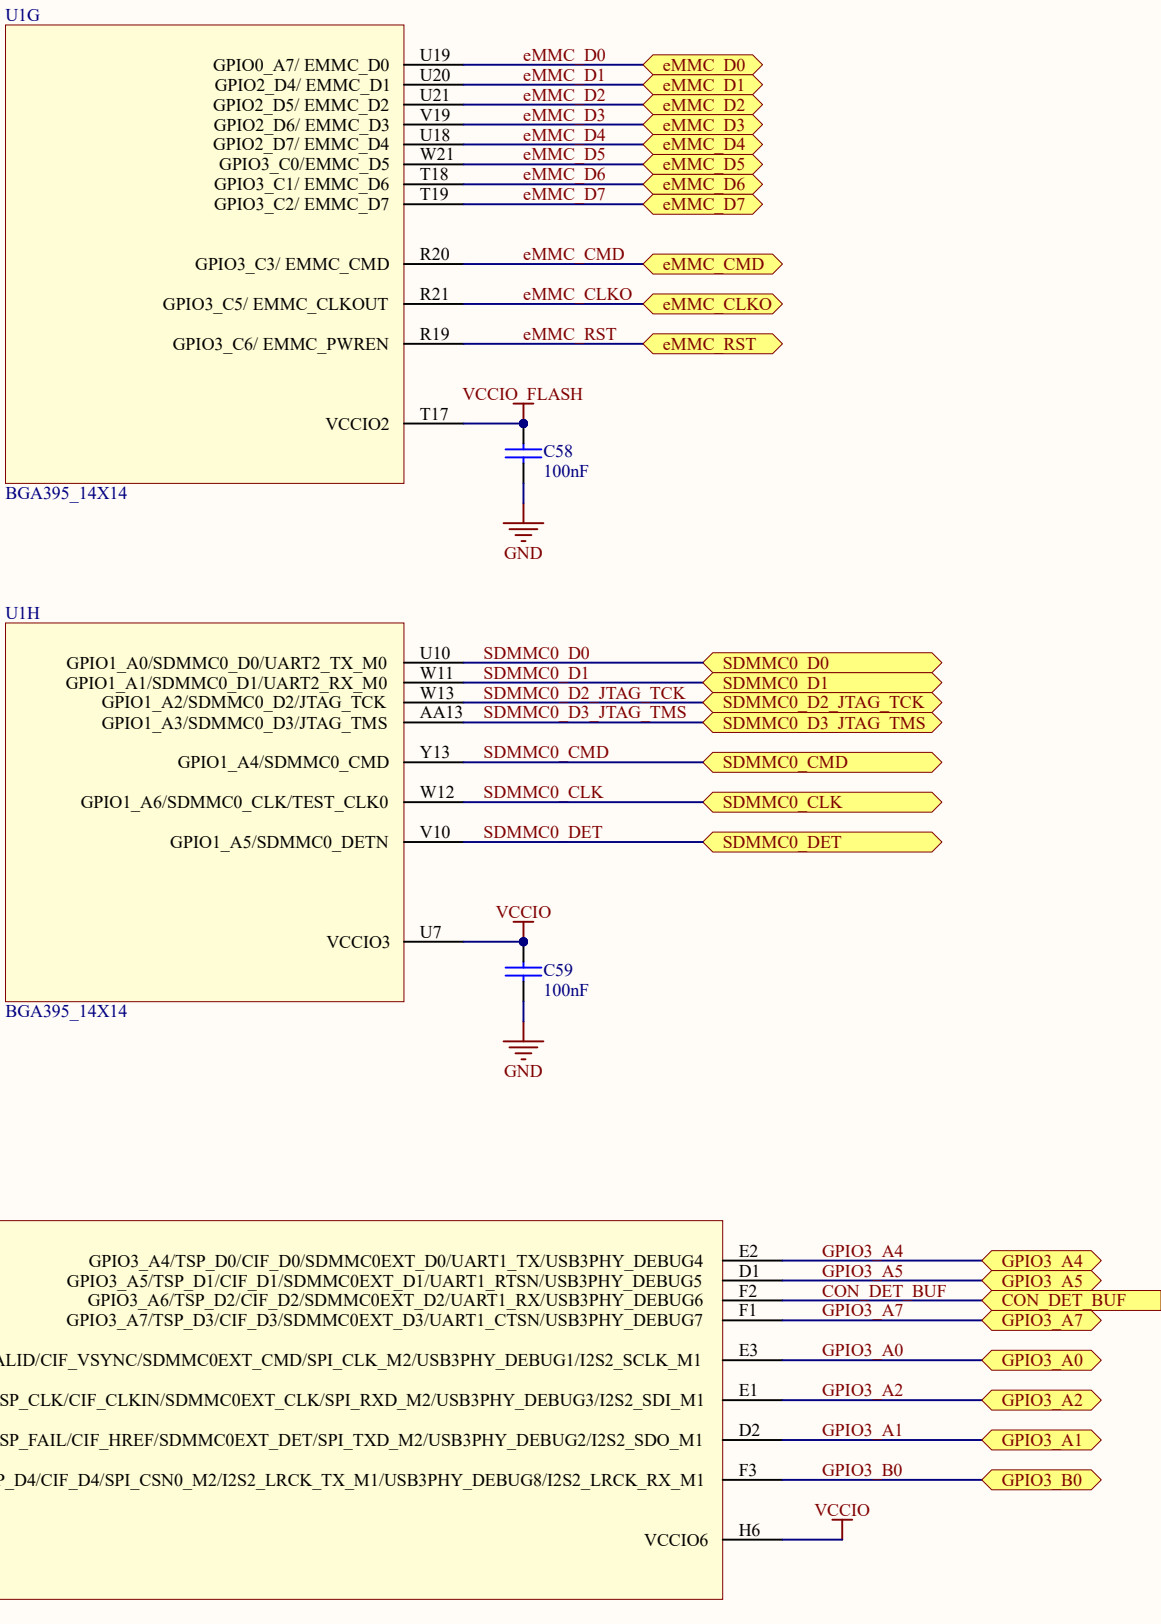 U1G
GPIO0_A7/ EMMC_D0 U19 eMMC_D0 eMMC_D0
GPIO2_D4/ EMMC_D1 U20 eMMC_D1 eMMC_D1
GPIO2_D5/ EMMC_D2 U21 eMMC_D2 eMMC_D2
GPIO2_D6/ EMMC_D3 V19 eMMC_D3 eMMC_D3
GPIO2_D7/ EMMC_D4 U18 eMMC_D4 eMMC_D4
GPIO3_C0/EMMC_D5 W21 eMMC_D5 eMMC_D5
GPIO3_C1/ EMMC_D6 T18 eMMC_D6 eMMC_D6
GPIO3_C2/ EMMC_D7 T19 eMMC_D7 eMMC_D7
GPIO3_C3/ EMMC_CMD R20 eMMC_CMD eMMC_CMD
GPIO3_C5/ EMMC_CLKOUT R21 eMMC_CLKO eMMC_CLKO
GPIO3_C6/ EMMC_PWREN R19 eMMC_RST eMMC_RST
VCCIO_FLASH
VCCIO2 T17
C58
100nF
BGA395_14X14
GND
U1H
GPIO1_A0/SDMMC0_D0/UART2_TX_M0 U10 SDMMC0_D0 SDMMC0_D0
GPIO1_A1/SDMMC0_D1/UART2_RX_M0 W11 SDMMC0_D1 SDMMC0_D1
GPIO1_A2/SDMMC0_D2/JTAG_TCK W13 SDMMC0_D2_JTAG_TCK SDMMC0_D2_JTAG_TCK
GPIO1_A3/SDMMC0_D3/JTAG_TMS AA13 SDMMC0_D3_JTAG_TMS SDMMC0_D3_JTAG_TMS
GPIO1_A4/SDMMC0_CMD Y13 SDMMC0_CMD SDMMC0_CMD
GPIO1_A6/SDMMC0_CLK/TEST_CLK0 W12 SDMMC0_CLK SDMMC0_CLK
GPIO1_A5/SDMMC0_DETN V10 SDMMC0_DET SDMMC0_DET
VCCIO
VCCIO3 U7
C59
100nF
BGA395_14X14
GND
GPIO3_A4/TSP_D0/CIF_D0/SDMMC0EXT_D0/UART1_TX/USB3PHY_DEBUG4 E2 GPIO3_A4 GPIO3_A4
GPIO3_A5/TSP_D1/CIF_D1/SDMMC0EXT_D1/UART1_RTSN/USB3PHY_DEBUG5 D1 GPIO3_A5 GPIO3_A5
GPIO3_A6/TSP_D2/CIF_D2/SDMMC0EXT_D2/UART1_RX/USB3PHY_DEBUG6 F2 CON_DET_BUF CON_DET_BUF
GPIO3_A7/TSP_D3/CIF_D3/SDMMC0EXT_D3/UART1_CTSN/USB3PHY_DEBUG7 F1 GPIO3_A7 GPIO3_A7
ALID/CIF_VSYNC/SDMMC0EXT_CMD/SPI_CLK_M2/USB3PHY_DEBUG1/I2S2_SCLK_M1 E3 GPIO3_A0 GPIO3_A0
SP_CLK/CIF_CLKIN/SDMMC0EXT_CLK/SPI_RXD_M2/USB3PHY_DEBUG3/I2S2_SDI_M1 E1 GPIO3_A2 GPIO3_A2
SP_FAIL/CIF_HREF/SDMMC0EXT_DET/SPI_TXD_M2/USB3PHY_DEBUG2/I2S2_SDO_M1 D2 GPIO3_A1 GPIO3_A1
P_D4/CIF_D4/SPI_CSN0_M2/I2S2_LRCK_TX_M1/USB3PHY_DEBUG8/I2S2_LRCK_RX_M1 F3 GPIO3_B0 GPIO3_B0
VCCIO
VCCIO6 H6